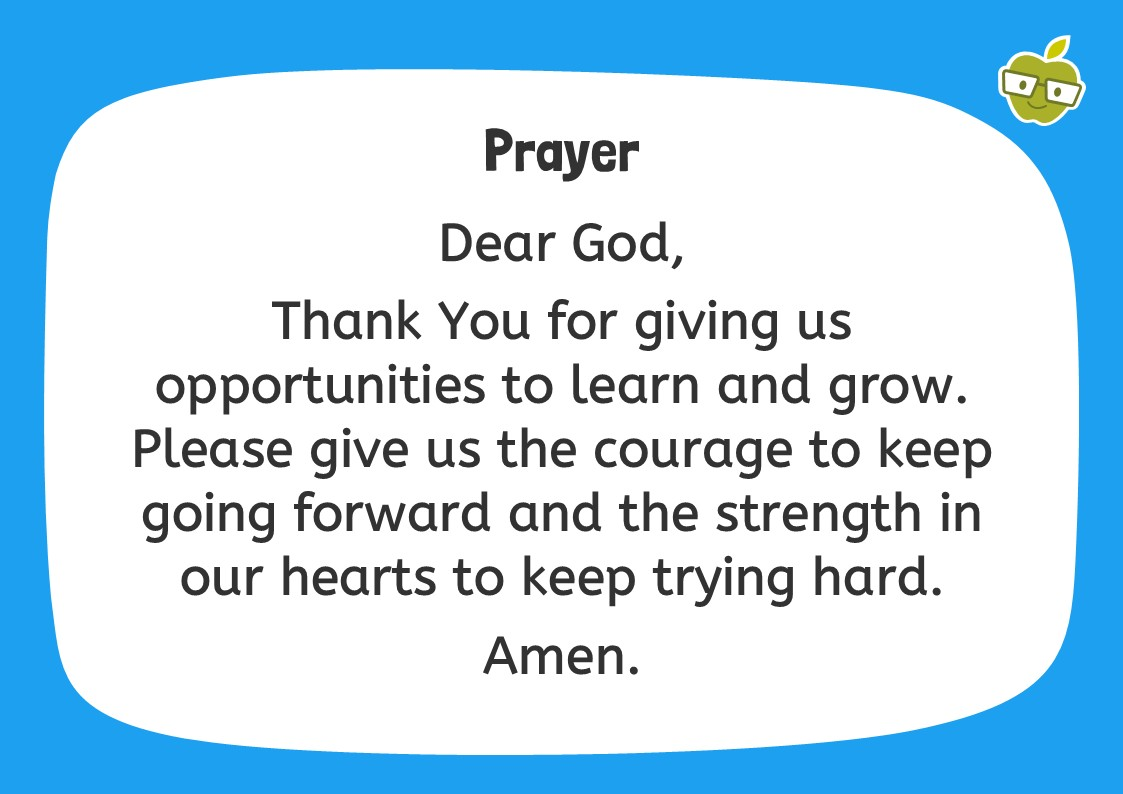 Prayer
Dear God,
Thank You for giving us
opportunities to learn and grow.
Please give us the courage to keep
going forward and the strength in
our hearts to keep trying hard.
Amen.